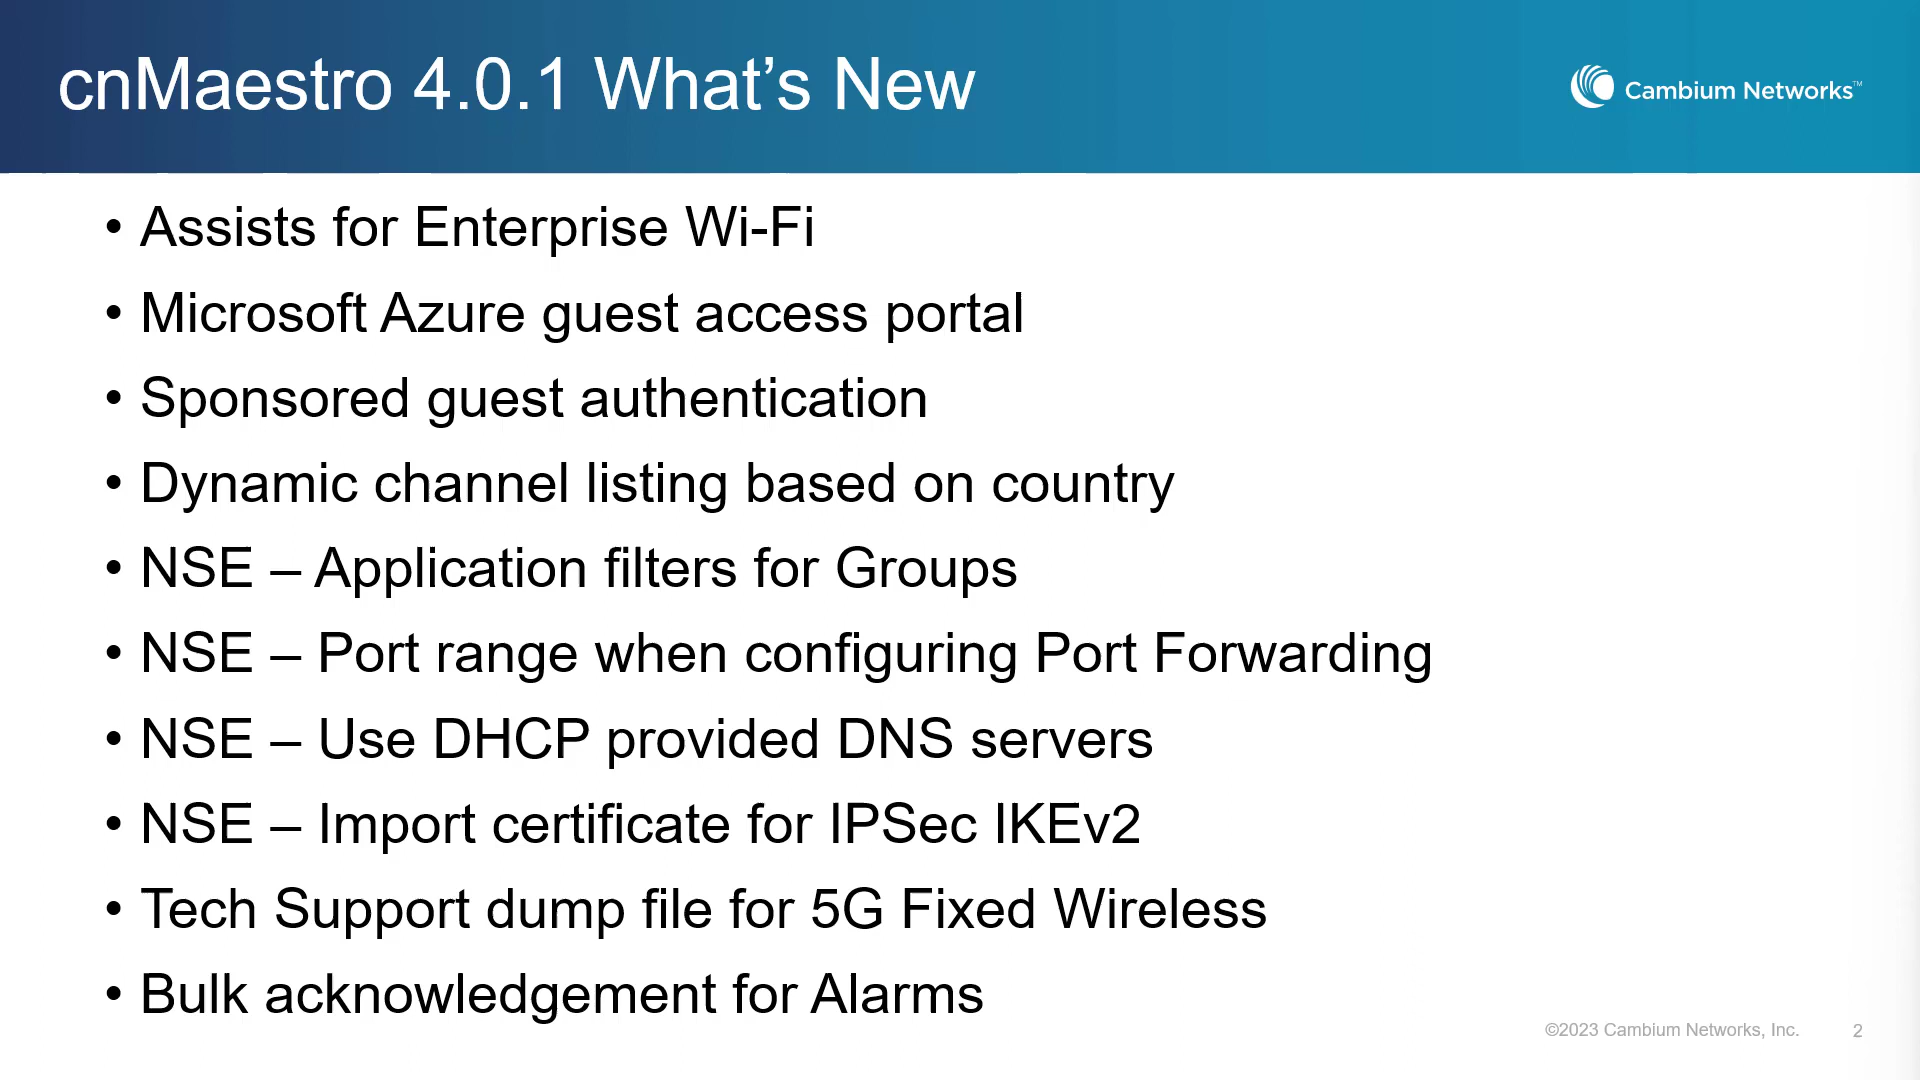 cnMaestro 4.0.1 What’s New
Cambium Networks™
• Assists for Enterprise Wi-Fi
• Microsoft Azure guest access portal
• Sponsored guest authentication
• Dynamic channel listing based on country
• NSE – Application filters for Groups
• NSE – Port range when configuring Port Forwarding
• NSE – Use DHCP provided DNS servers
• NSE – Import certificate for IPSec IKEv2
• Tech Support dump file for 5G Fixed Wireless
• Bulk acknowledgement for Alarms
©2023 Cambium Networks, Inc. 2